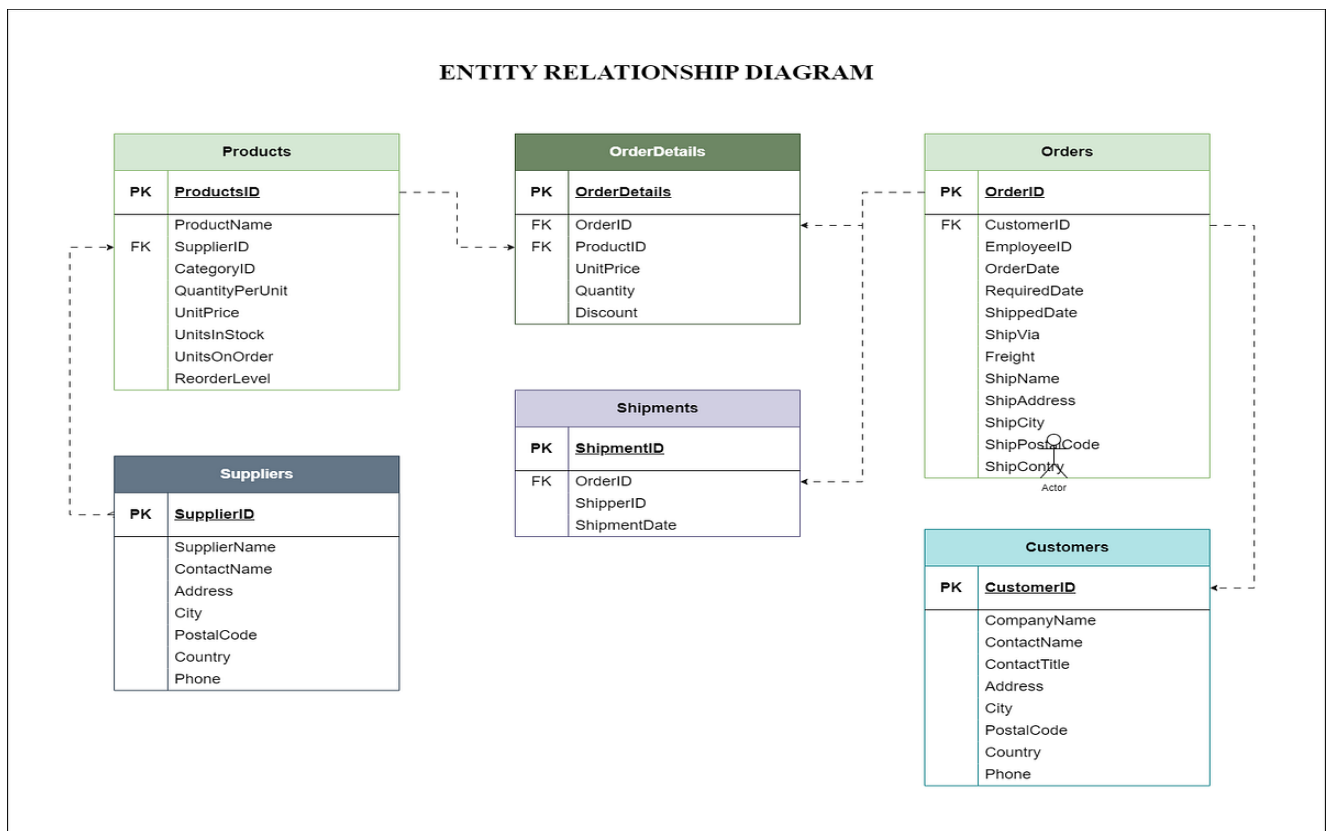 ENTITY RELATIONSHIP DIAGRAM
Products
PK ProductsID
ProductName
FK SupplierID
CategoryID
QuantityPerUnit
UnitPrice
UnitsInStock
UnitsOnOrder
ReorderLevel
OrderDetails
PK OrderDetails
FK OrderID
FK ProductID
UnitPrice
Quantity
Discount
Orders
PK OrderID
FK CustomerID
EmployeeID
OrderDate
RequiredDate
ShippedDate
ShipVia
Freight
ShipName
ShipAddress
ShipCity
ShipPostalCode
ShipContry
Actor
Shipments
PK ShipmentID
FK OrderID
ShipperID
ShipmentDate
Suppliers
PK SupplierID
SupplierName
ContactName
Address
City
PostalCode
Country
Phone
Customers
PK CustomerID
CompanyName
ContactName
ContactTitle
Address
City
PostalCode
Country
Phone